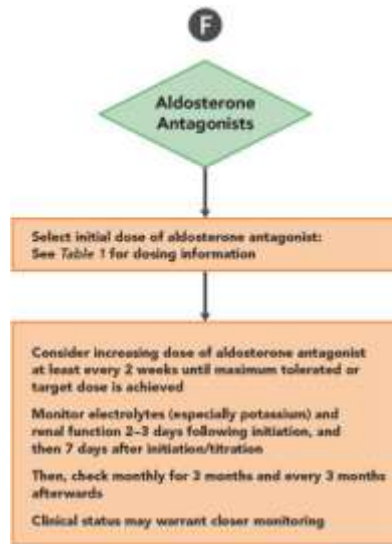 F
Aldosterone
Antagonists
Select initial dose of aldosterone antagonist:
See Table 1 for dosing information
Consider increasing dose of aldosterone antagonist
at least every 2 weeks until maximum tolerated or
target dose is achieved
Monitor electrolytes (especially potassium) and
renal function 2–3 days following initiation, and
then 7 days after initiation/titration
Then, check monthly for 3 months and every 3 months
afterwards
Clinical status may warrant closer monitoring